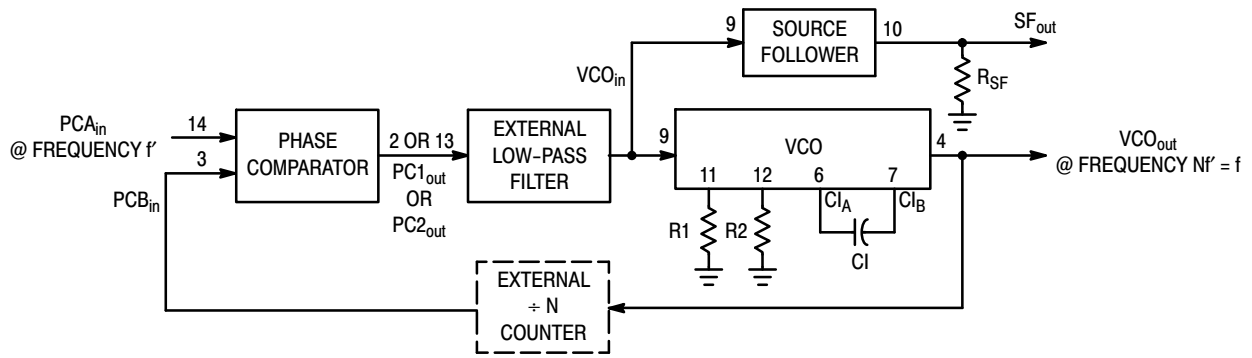 9
SOURCE
FOLLOWER
10
SFout
RSF
VCOin
PCAin
@ FREQUENCY f′
14
3
PHASE
COMPARATOR
2 OR 13
PC1out
OR
PC2out
EXTERNAL
LOW-PASS
FILTER
9
VCO
4
11
12
6
7
CIA
CIB
R1
R2
CI
VCOout
@ FREQUENCY Nf′ = f
PCBin
EXTERNAL
÷ N
COUNTER